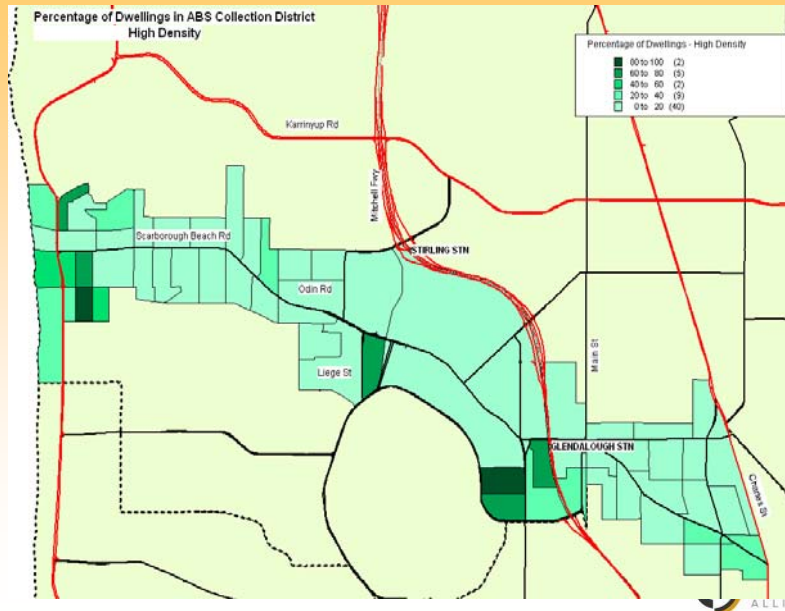 Percentage of Dwellings in ABS Collection District
High Density
Percentage of Dwellings - High Density
80 to 100 (2)
60 to 80 (5)
40 to 60 (2)
20 to 40 (9)
0 to 20 (40)
Karrinyup Rd
Mitchell Fwy
Scarborough Beach Rd
STIRLING STN
Odin Rd
Main St
Liege St
GLENDALOUGH STN
Charles St
ALLI